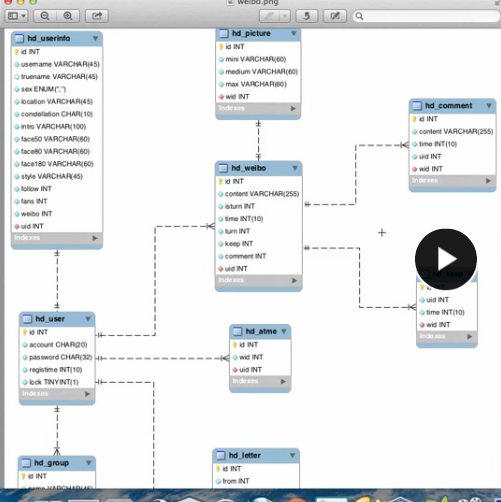 weibo.png
hd_userinfo
id INT
username VARCHAR(45)
truename VARCHAR(45)
sex ENUM('','')
location VARCHAR(45)
constellation CHAR(10)
intro VARCHAR(100)
face50 VARCHAR(60)
face80 VARCHAR(60)
face180 VARCHAR(60)
style VARCHAR(45)
follow INT
fans INT
weibo INT
uid INT
Indexes
hd_picture
id INT
mini VARCHAR(60)
medium VARCHAR(60)
max VARCHAR(60)
wid INT
Indexes
hd_comment
id INT
content VARCHAR(255)
time INT(10)
uid INT
wid INT
Indexes
hd_weibo
id INT
content VARCHAR(255)
isturn INT
time INT(10)
turn INT
keep INT
comment INT
uid INT
Indexes
uid INT
time INT(10)
wid INT
Indexes
hd_user
id INT
account CHAR(20)
password CHAR(32)
registime INT(10)
lock TINYINT(1)
Indexes
hd_atme
id INT
wid INT
uid INT
Indexes
hd_group
id INT
hd_letter
id INT
from INT